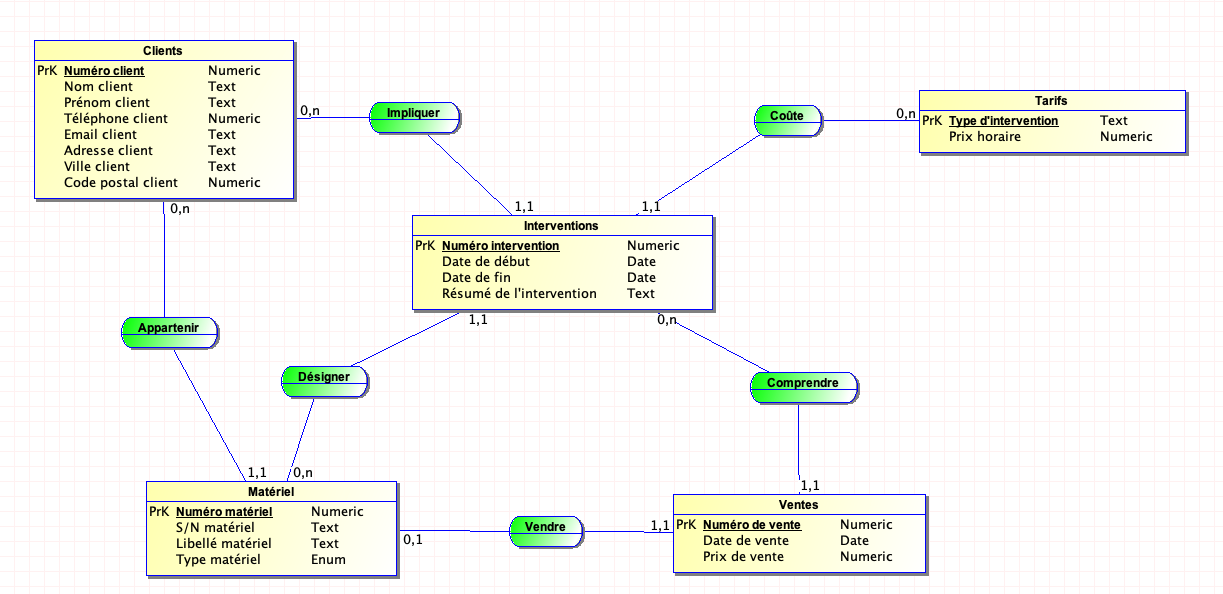 Clients
PrK Numéro client Numeric
Nom client Text
Prénom client Text
Téléphone client Numeric
Email client Text
Adresse client Text
Ville client Text
Code postal client Numeric
0,n
Impliquer
1,1
Coûte
0,n
1,1
Tarifs
PrK Type d'intervention Text
Prix horaire Numeric
0,n
Interventions
PrK Numéro intervention Numeric
Date de début Date
Date de fin Date
Résumé de l'intervention Text
1,1
0,n
Appartenir
Désigner
Comprendre
1,1
0,n
1,1
Matériel
PrK Numéro matériel Numeric
S/N matériel Text
Libellé matériel Text
Type matériel Enum
0,1
Vendre
1,1
Ventes
PrK Numéro de vente Numeric
Date de vente Date
Prix de vente Numeric